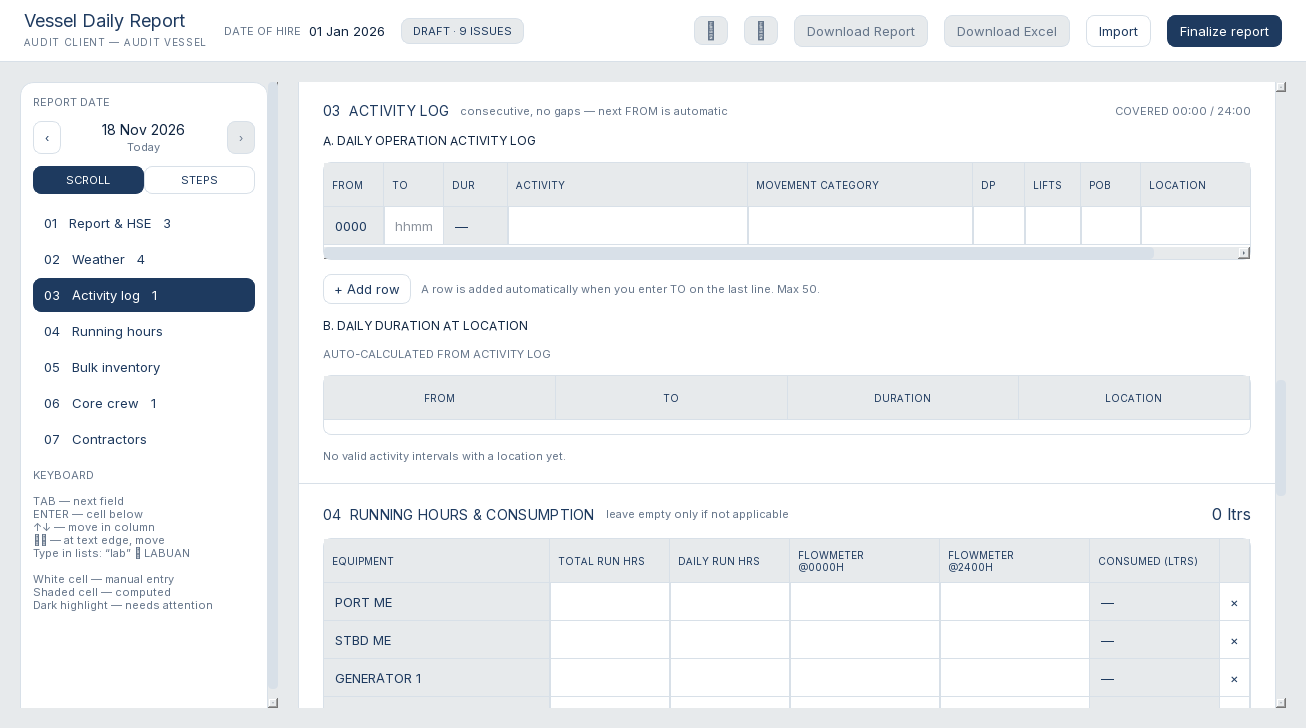 Vessel Daily Report
AUDIT CLIENT — AUDIT VESSEL
DATE OF HIRE 01 Jan 2026
DRAFT · 9 ISSUES
Download Report
Download Excel
Import
Finalize report
REPORT DATE
‹
18 Nov 2026
›
Today
SCROLL
STEPS
01 Report & HSE 3
02 Weather 4
03 Activity log 1
04 Running hours
05 Bulk inventory
06 Core crew 1
07 Contractors
KEYBOARD
TAB — next field
ENTER — cell below
↑↓ — move in column
— at text edge, move
Type in lists: “lab” LABUAN
White cell — manual entry
Shaded cell — computed
Dark highlight — needs attention
03 ACTIVITY LOG consecutive, no gaps — next FROM is automatic
COVERED 00:00 / 24:00
A. DAILY OPERATION ACTIVITY LOG
FROM TO DUR ACTIVITY MOVEMENT CATEGORY DP LIFTS POB LOCATION
0000 hhmm —
+ Add row A row is added automatically when you enter TO on the last line. Max 50.
B. DAILY DURATION AT LOCATION
AUTO-CALCULATED FROM ACTIVITY LOG
FROM TO DURATION LOCATION
No valid activity intervals with a location yet.
04 RUNNING HOURS & CONSUMPTION leave empty only if not applicable
0 ltrs
EQUIPMENT TOTAL RUN HRS DAILY RUN HRS FLOWMETER @0000H FLOWMETER @2400H CONSUMED (LTRS)
PORT ME — ×
STBD ME — ×
GENERATOR 1 — ×